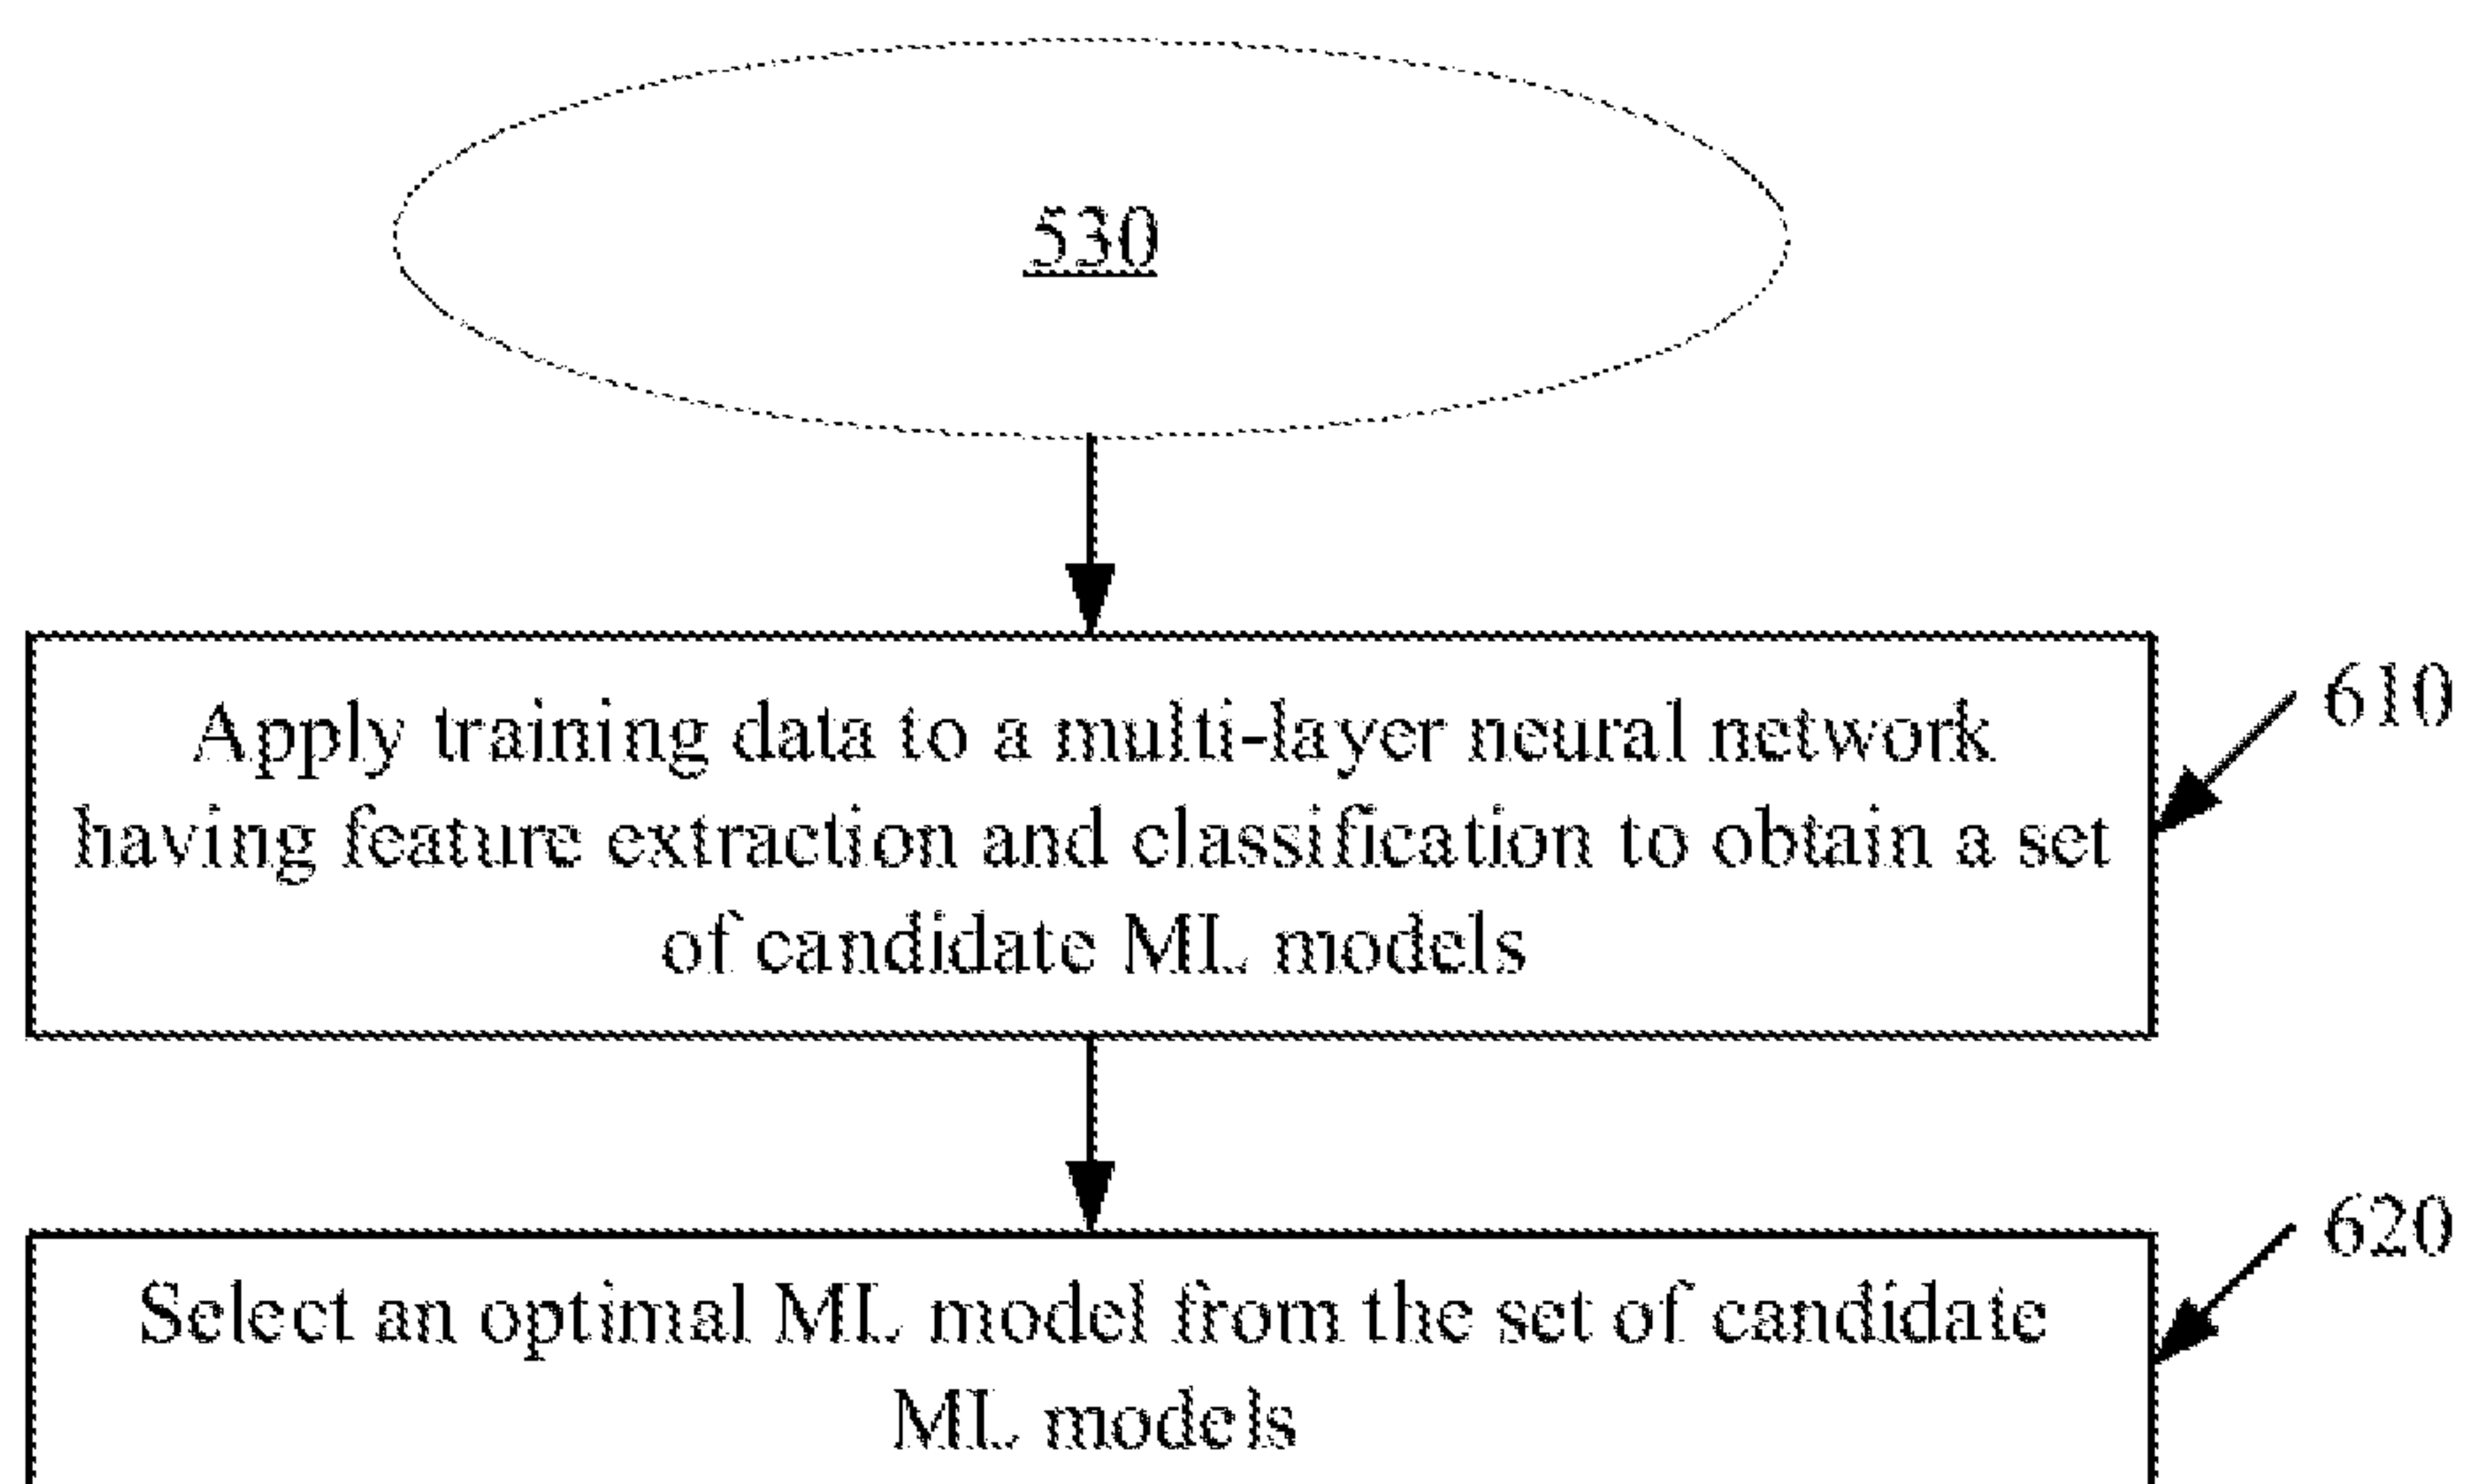 530
610
Apply training data to a multi-layer neural network
having feature extraction and classification to obtain a set
of candidate ML models
620
Select an optimal ML model from the set of candidate
ML models